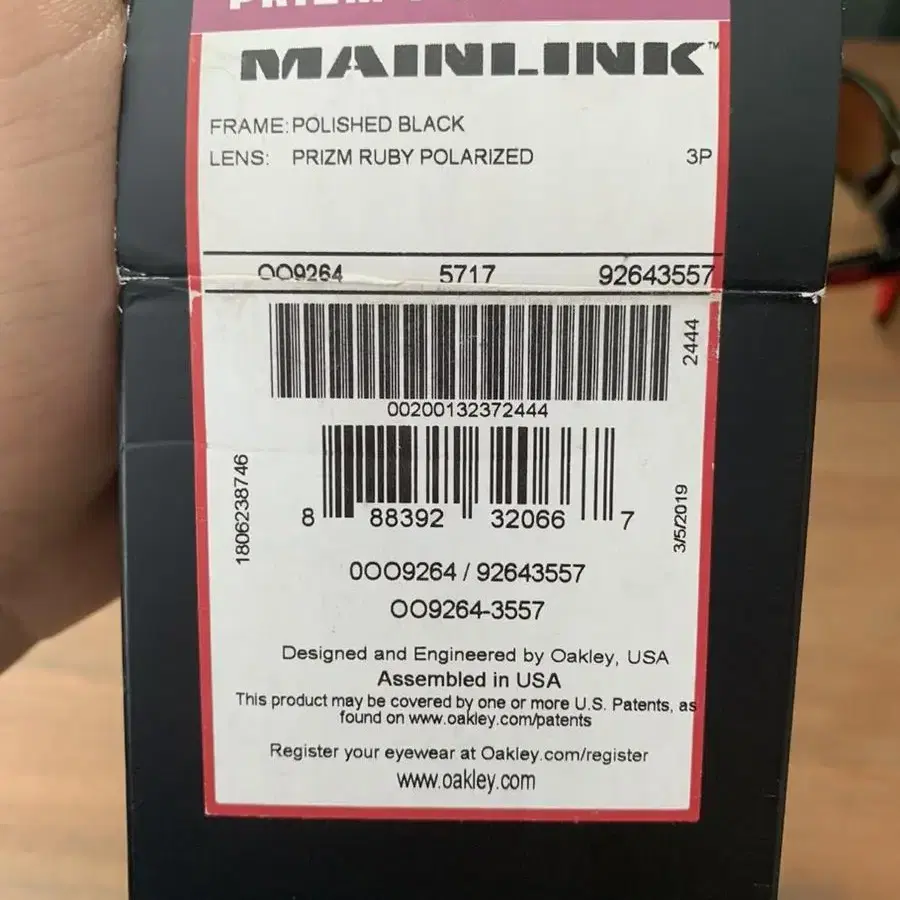 PRIZM
MAINLINK™
FRAME: POLISHED BLACK
LENS: PRIZM RUBY POLARIZED 3P
OO9264 5717 92643557
2444
00200132372444
1806238746
3/5/2019
8 88392 32066 7
0OO9264 / 92643557
OO9264-3557
Designed and Engineered by Oakley, USA
Assembled in USA
This product may be covered by one or more U.S. Patents, as
found on www.oakley.com/patents
Register your eyewear at Oakley.com/register
www.oakley.com